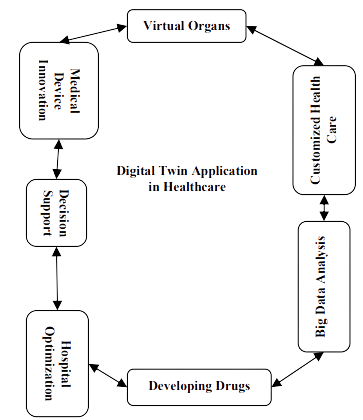 Virtual Organs
Medical
Device
Innovation
Customized Health
Care
Digital Twin Application
in Healthcare
Decision
Support
Big Data Analysis
Hospital
Optimization
Developing Drugs